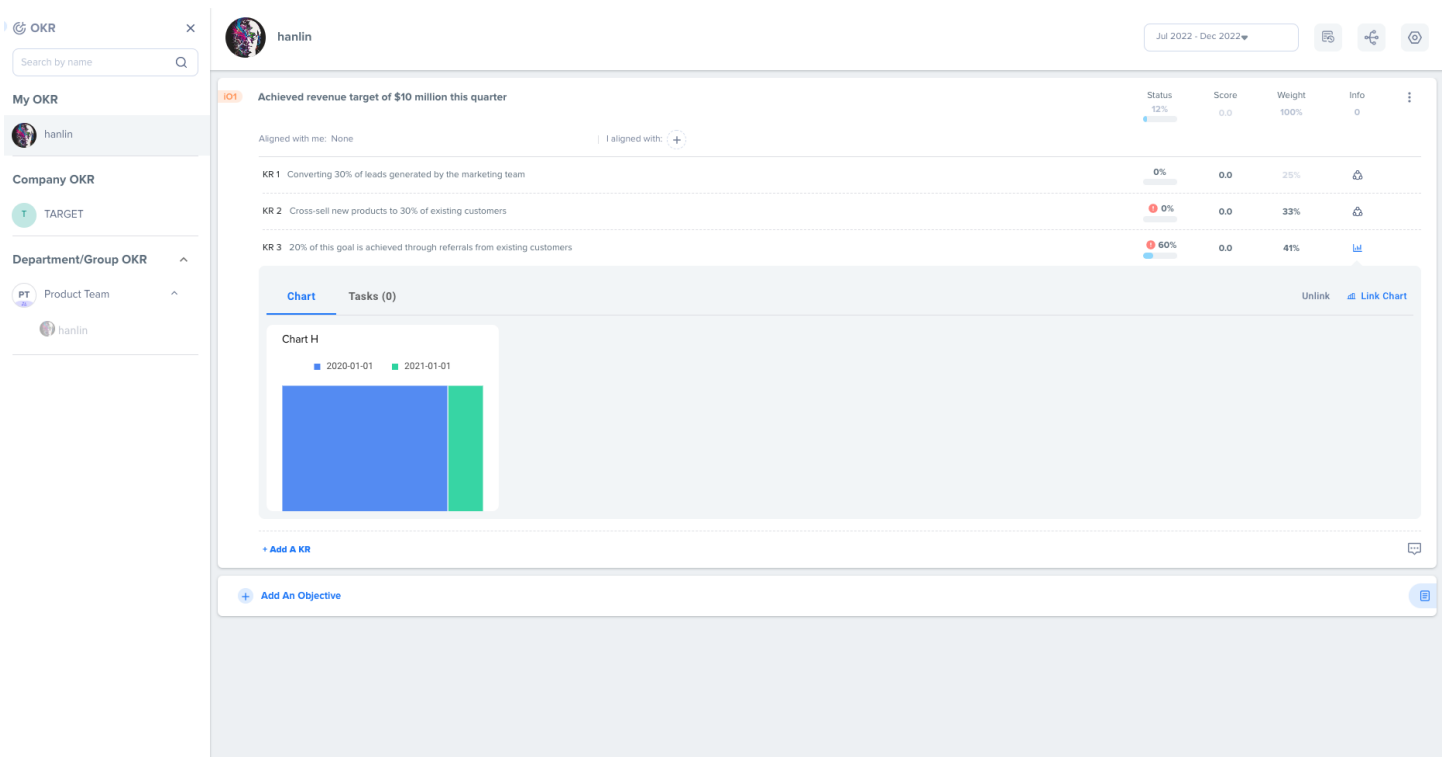 OKR
Search by name
My OKR
hanlin
Company OKR
T TARGET
Department/Group OKR
PT Product Team
hanlin
hanlin
Jul 2022 - Dec 2022
iO1 Achieved revenue target of $10 million this quarter
Status Score Weight Info
12% 0.0 100% 0
Aligned with me: None I aligned with:
KR 1 Converting 30% of leads generated by the marketing team 0% 0.0 25%
KR 2 Cross-sell new products to 30% of existing customers 0% 0.0 33%
KR 3 20% of this goal is achieved through referrals from existing customers 60% 0.0 41%
Chart Tasks (0) Unlink Link Chart
Chart H
2020-01-01 2021-01-01
+ Add A KR
+ Add An Objective